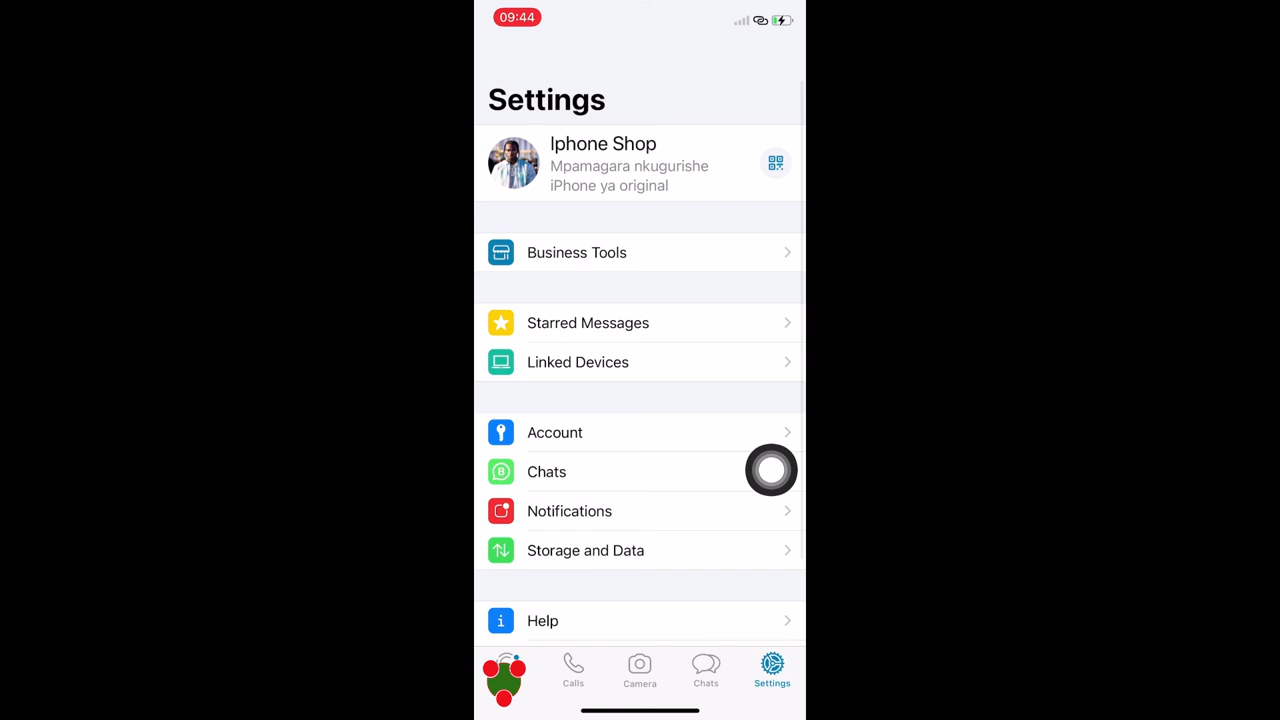 09:44
Settings
Iphone Shop
Mpamagara nkugurishe
iPhone ya original
Business Tools
Starred Messages
Linked Devices
Account
Chats
Notifications
Storage and Data
Help
Calls
Camera
Chats
Settings